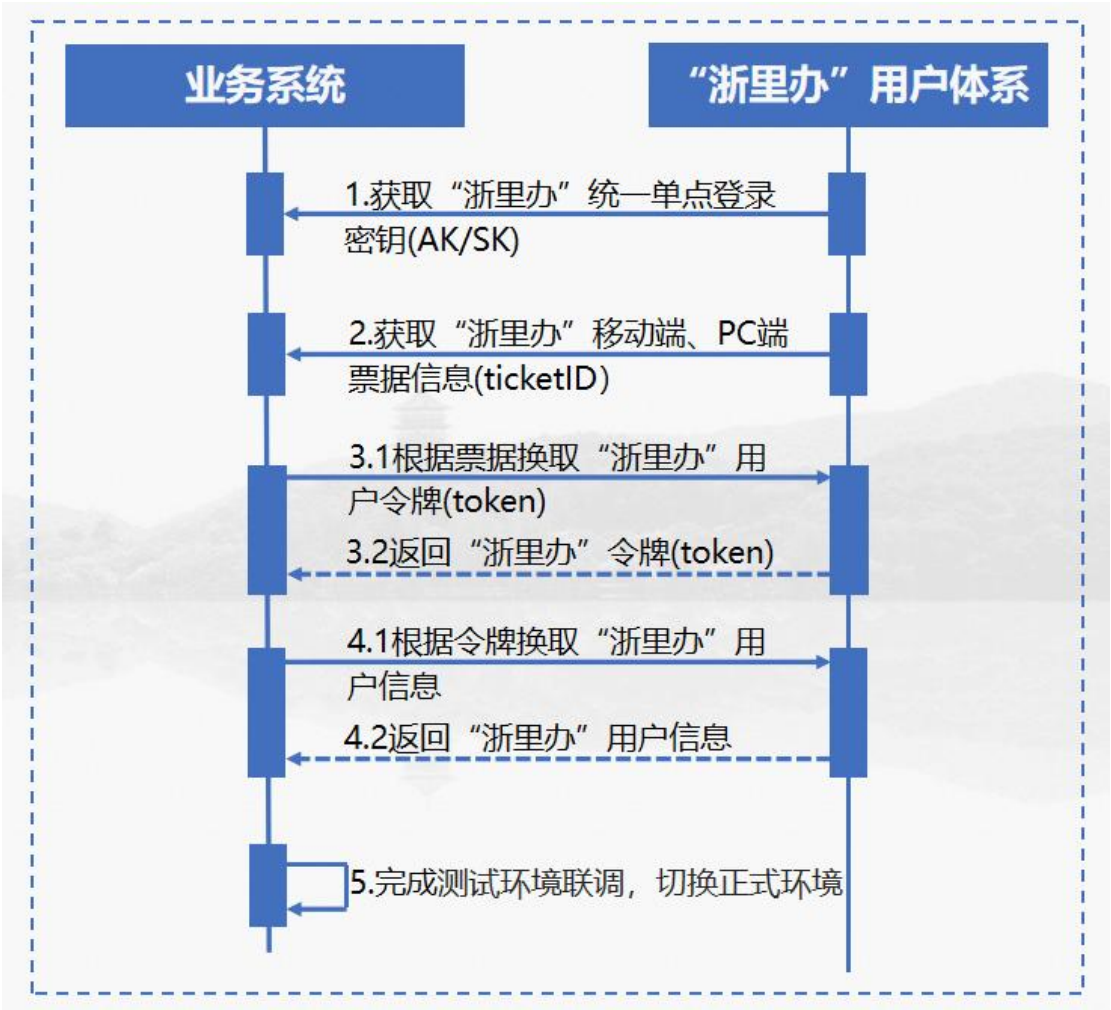 业务系统
“浙里办”用户体系
1.获取“浙里办”统一单点登录
密钥(AK/SK)
2.获取“浙里办”移动端、PC端
票据信息(ticketID）
3.1根据票据换取“浙里办”用
户令牌(token)
3.2返回“浙里办”令牌(token)
4.1根据令牌换取“浙里办”用
户信息
4.2返回“浙里办”用户信息
5.完成测试环境联调，切换正式环境